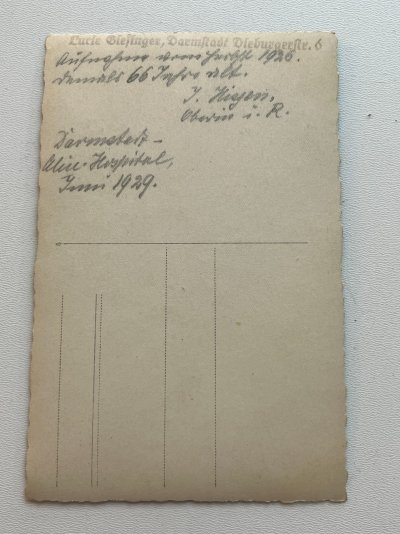 Lucie Giesinger, Darmstadt Dieburgerstr. 6
Aufnahme vom Herbst 1926.
damals 66 Jahre alt.
J.
Oberin i. R.
Darmstadt –
Alice-Hospital,
Juni 1929.